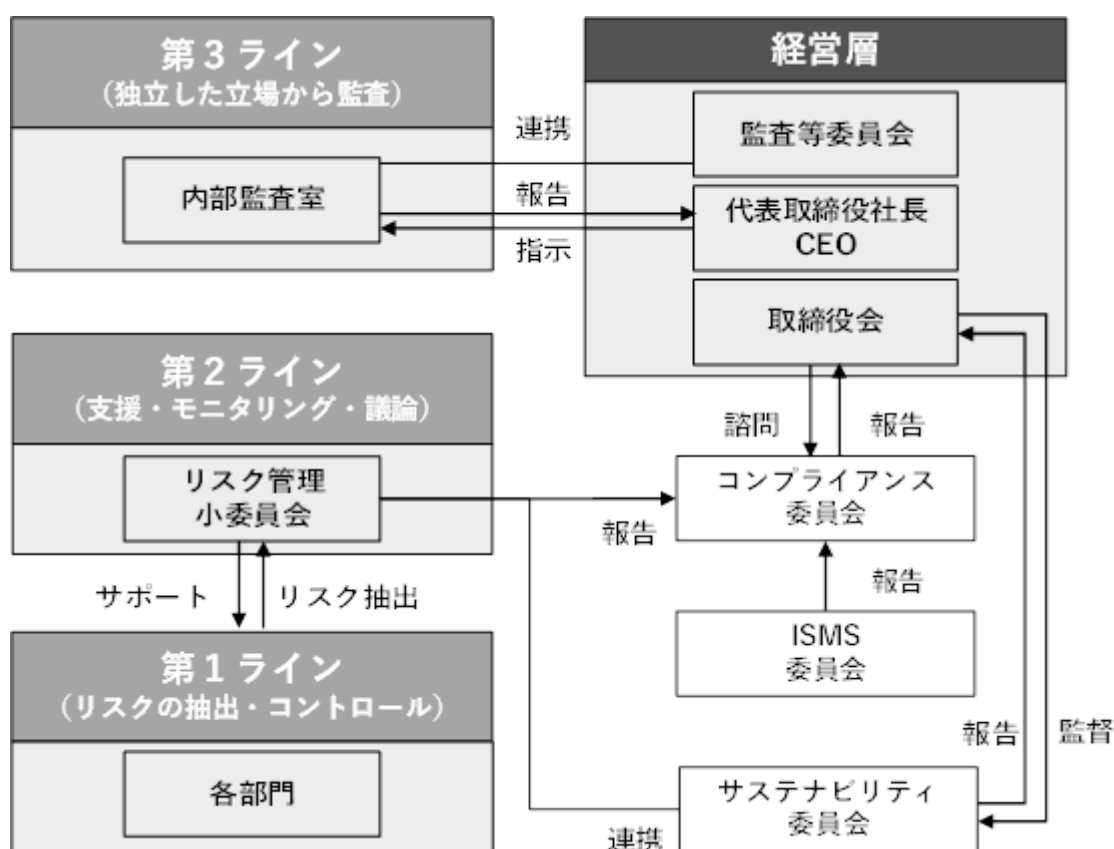 第3ライン
(独立した立場から監査)
内部監査室
連携
報告
指示
経営層
監査等委員会
代表取締役社長
CEO
取締役会
第2ライン
(支援・モニタリング・議論)
リスク管理
小委員会
諮問
報告
報告
コンプライアンス
委員会
サポート
リスク抽出
報告
ISMS
委員会
第1ライン
(リスクの抽出・コントロール)
各部門
報告
監督
連携
サステナビリティ
委員会